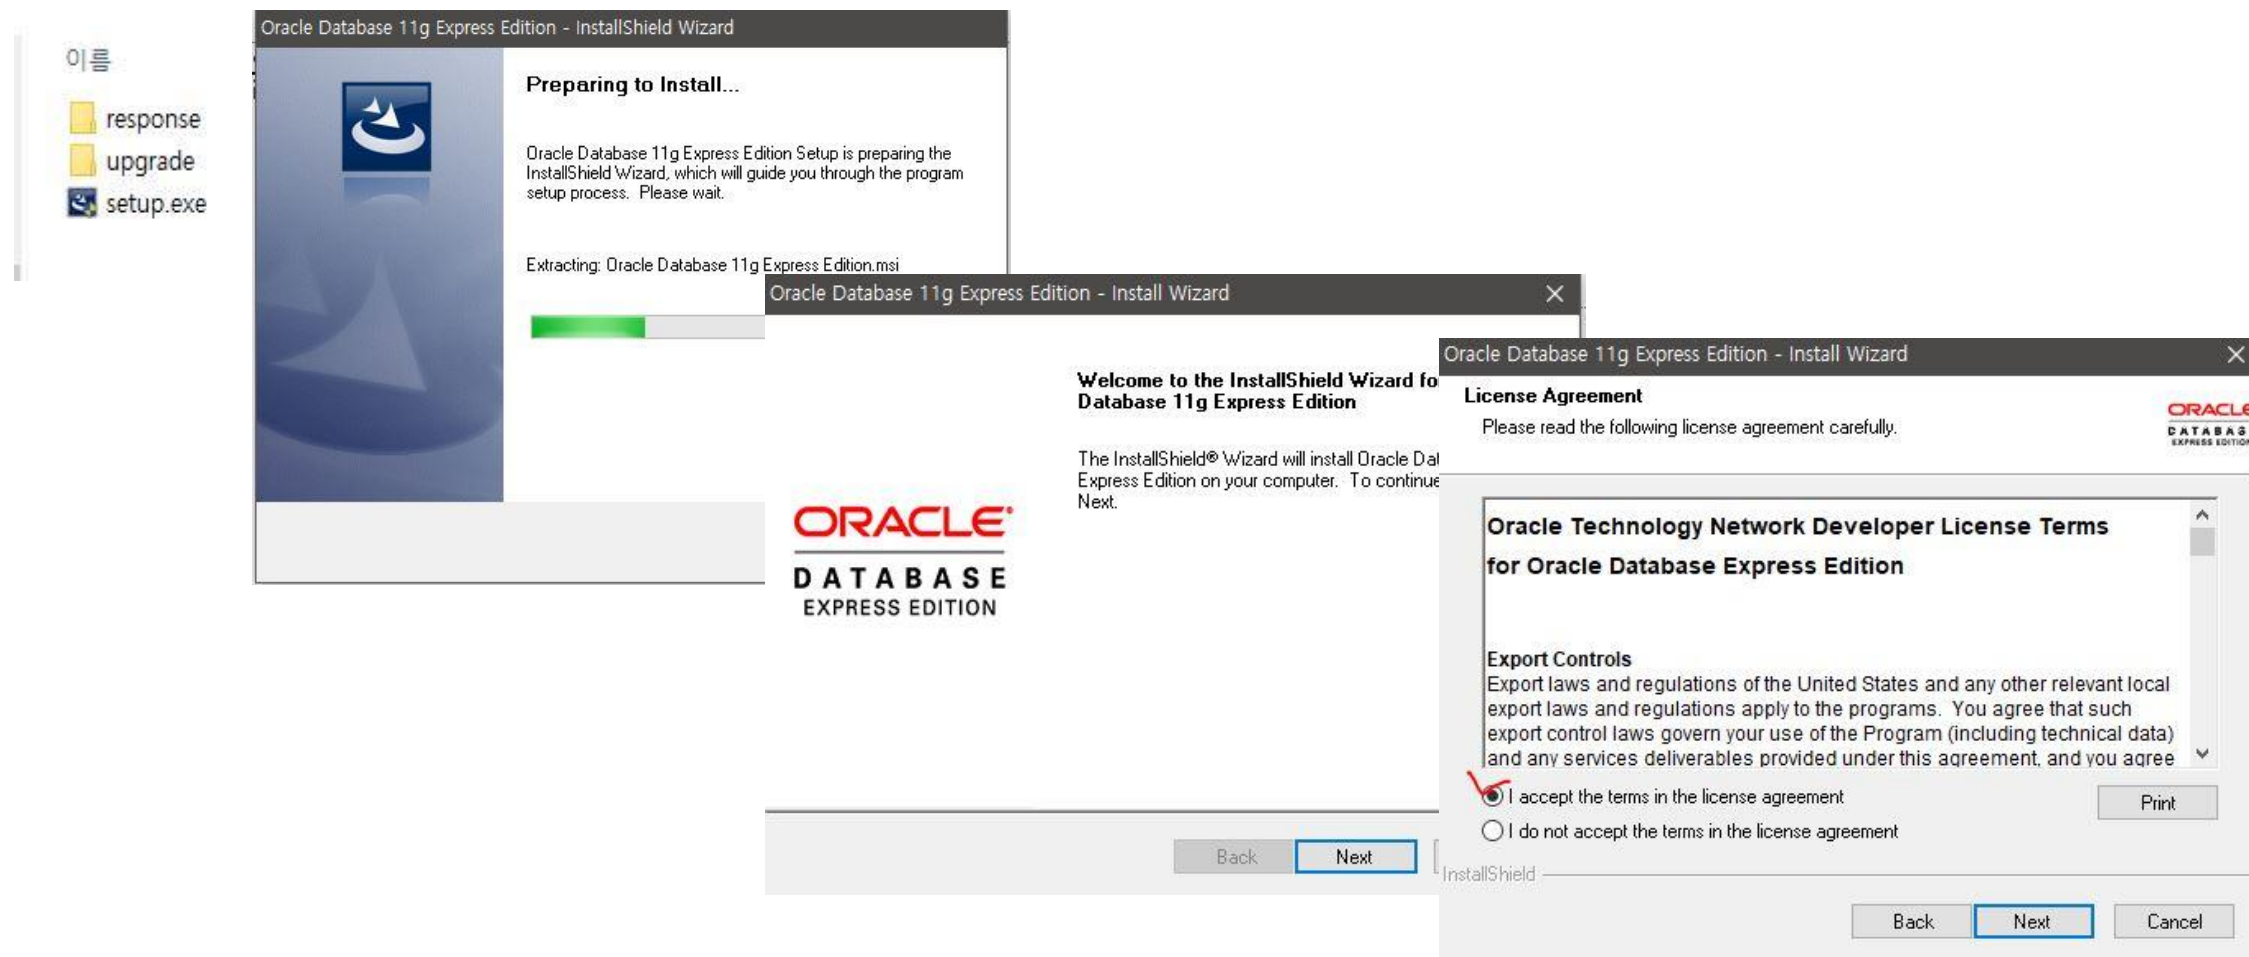 이름
response
upgrade
setup.exe
Oracle Database 11g Express Edition - InstallShield Wizard
Preparing to Install...
Oracle Database 11g Express Edition Setup is preparing the
InstallShield Wizard, which will guide you through the program
setup process. Please wait.
Extracting: Oracle Database 11g Express Edition.msi
Oracle Database 11g Express Edition - Install Wizard
Welcome to the InstallShield Wizard fo
Database 11g Express Edition
The InstallShield® Wizard will install Oracle Dat
Express Edition on your computer. To continue
Next.
ORACLE
DATABASE
EXPRESS EDITION
Back
Next
Oracle Database 11g Express Edition - Install Wizard
License Agreement
Please read the following license agreement carefully.
ORACLE
DATABAS
EXPRESS EDITION
Oracle Technology Network Developer License Terms
for Oracle Database Express Edition
Export Controls
Export laws and regulations of the United States and any other relevant local
export laws and regulations apply to the programs. You agree that such
export control laws govern your use of the Program (including technical data)
and any services deliverables provided under this agreement, and you agree
I accept the terms in the license agreement
Print
I do not accept the terms in the license agreement
InstallShield
Back
Next
Cancel